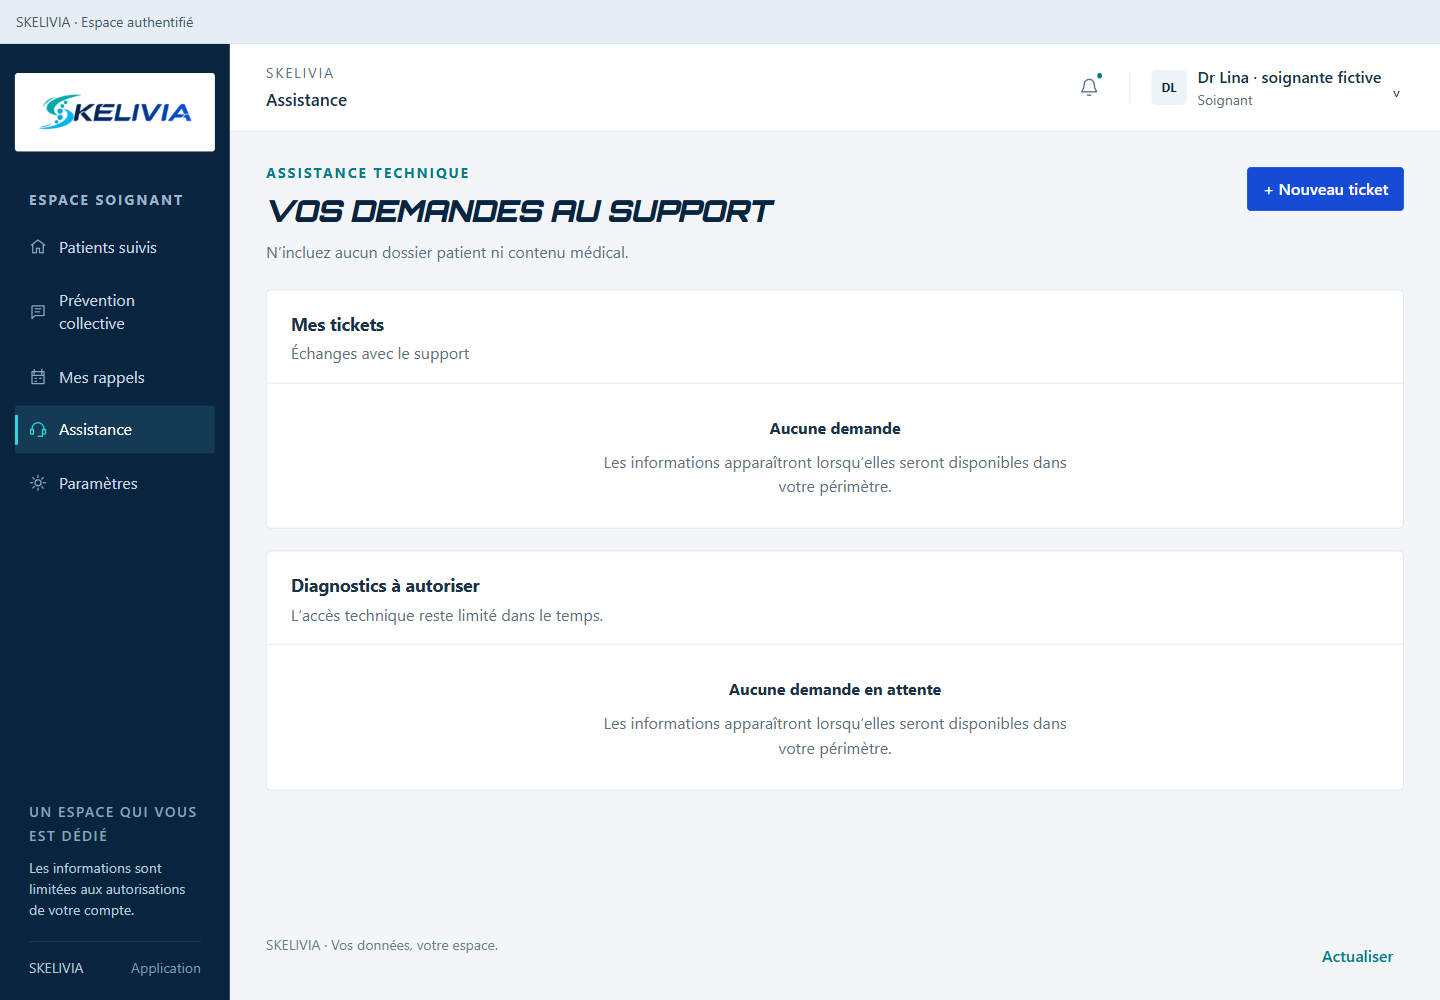 SKELIVIA · Espace authentifié
SKELIVIA
ESPACE SOIGNANT
Patients suivis
Prévention
collective
Mes rappels
Assistance
Paramètres
UN ESPACE QUI VOUS
EST DÉDIÉ
Les informations sont
limitées aux autorisations
de votre compte.
SKELIVIA Application
SKELIVIA
Assistance
DL
Dr Lina · soignante fictive
Soignant
v
ASSISTANCE TECHNIQUE
VOS DEMANDES AU SUPPORT
N’incluez aucun dossier patient ni contenu médical.
+ Nouveau ticket
Mes tickets
Échanges avec le support
Aucune demande
Les informations apparaîtront lorsqu’elles seront disponibles dans
votre périmètre.
Diagnostics à autoriser
L’accès technique reste limité dans le temps.
Aucune demande en attente
Les informations apparaîtront lorsqu’elles seront disponibles dans
votre périmètre.
SKELIVIA · Vos données, votre espace.
Actualiser